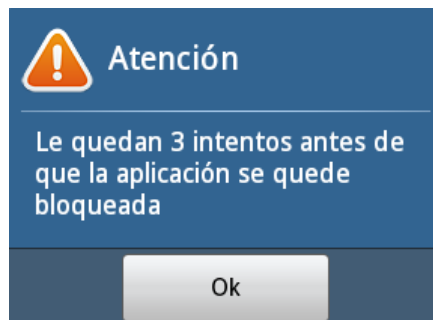 Atención
Le quedan 3 intentos antes de
que la aplicación se quede
bloqueada
Ok